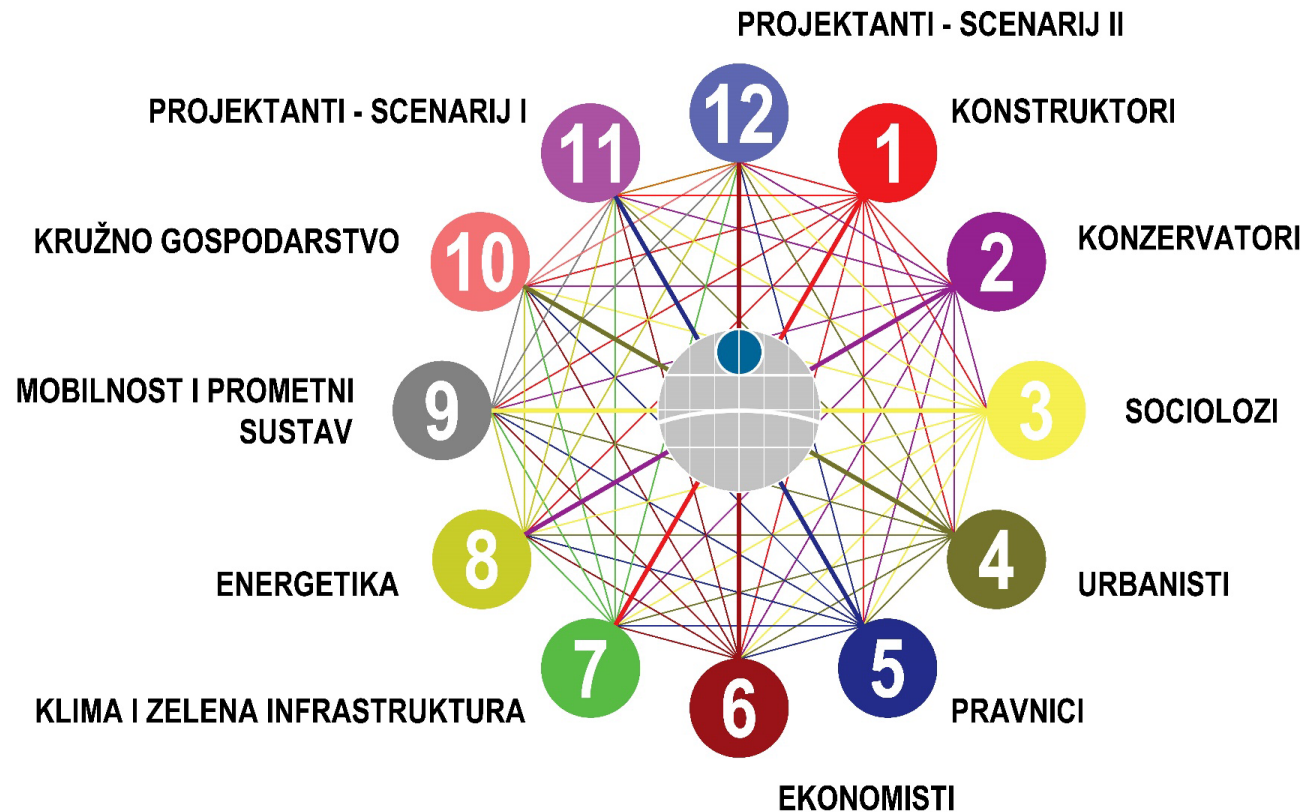 PROJEKTANTI - SCENARIJ II
12
PROJEKTANTI - SCENARIJ I
11
1
KONSTRUKTORI
KRUŽNO GOSPODARSTVO
10
2
KONZERVATORI
MOBILNOST I PROMETNI
SUSTAV
9
3
SOCIOLOZI
ENERGETIKA
8
4
URBANISTI
KLIMA I ZELENA INFRASTRUKTURA
7
5
PRAVNICI
6
EKONOMISTI